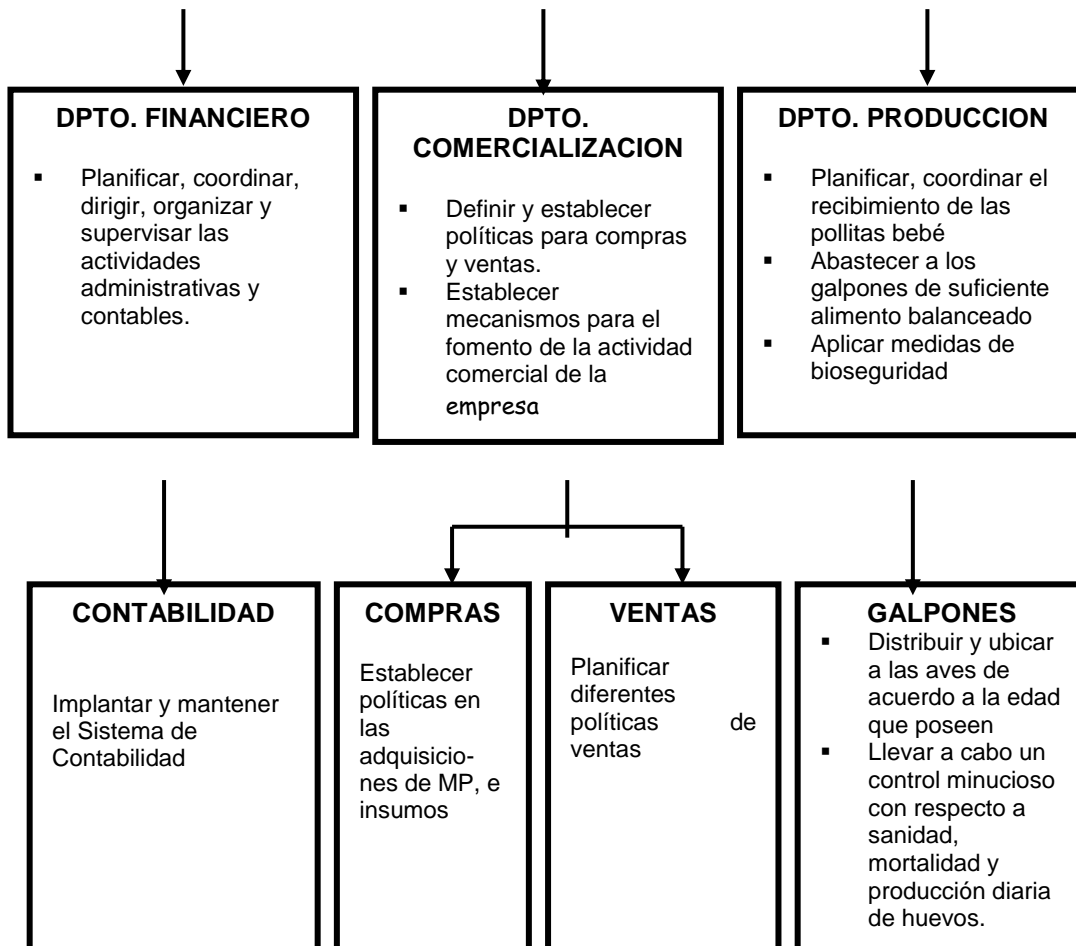 DPTO. FINANCIERO
▪ Planificar, coordinar,
dirigir, organizar y
supervisar las
actividades
administrativas y
contables.
DPTO.
COMERCIALIZACION
▪ Definir y establecer
políticas para compras
y ventas.
▪ Establecer
mecanismos para el
fomento de la actividad
comercial de la
empresa
DPTO. PRODUCCION
▪ Planificar, coordinar el
recibimiento de las
pollitas bebé
▪ Abastecer a los
galpones de suficiente
alimento balanceado
▪ Aplicar medidas de
bioseguridad
CONTABILIDAD
Implantar y mantener
el Sistema de
Contabilidad
COMPRAS
Establecer
políticas en
las
adquisicio-
nes de MP, e
insumos
VENTAS
Planificar
diferentes
políticas de
ventas
GALPONES
▪ Distribuir y ubicar
a las aves de
acuerdo a la edad
que poseen
▪ Llevar a cabo un
control minucioso
con respecto a
sanidad,
mortalidad y
producción diaria
de huevos.